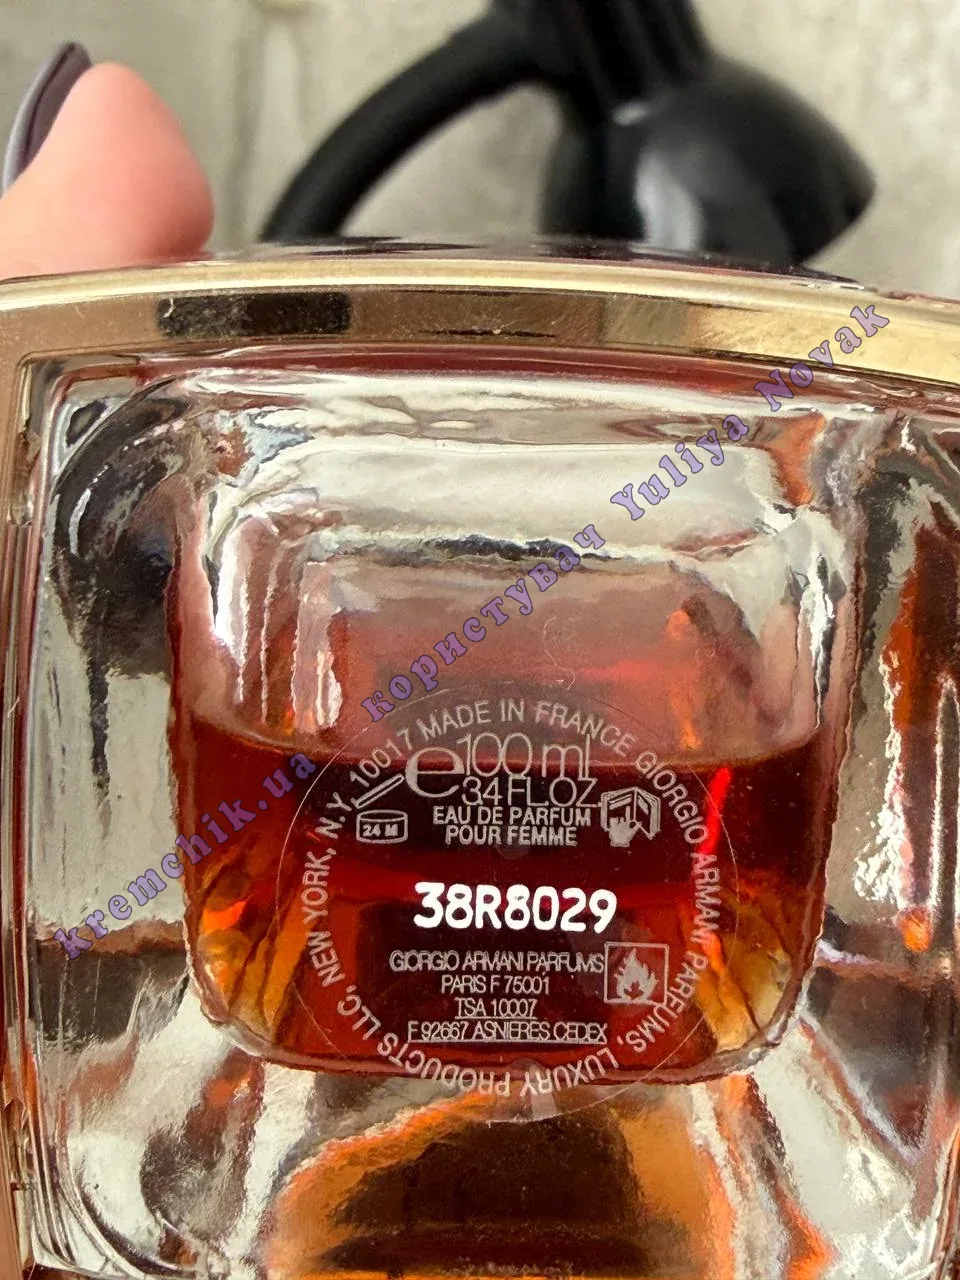 N.Y. 10017 MADE IN FRANCE GIORGIO ARMANI PARFUMS, LUXURY PRODUCTS LLC, NEW YORK,
e100 ml
3.4 FL.OZ.
24 M
EAU DE PARFUM
POUR FEMME
38R8029
GIORGIO ARMANI PARFUMS
PARIS F 75001
TSA 10007
F 92667 ASNIERES CEDEX
kremchik.ua користувач Yuliya Novak